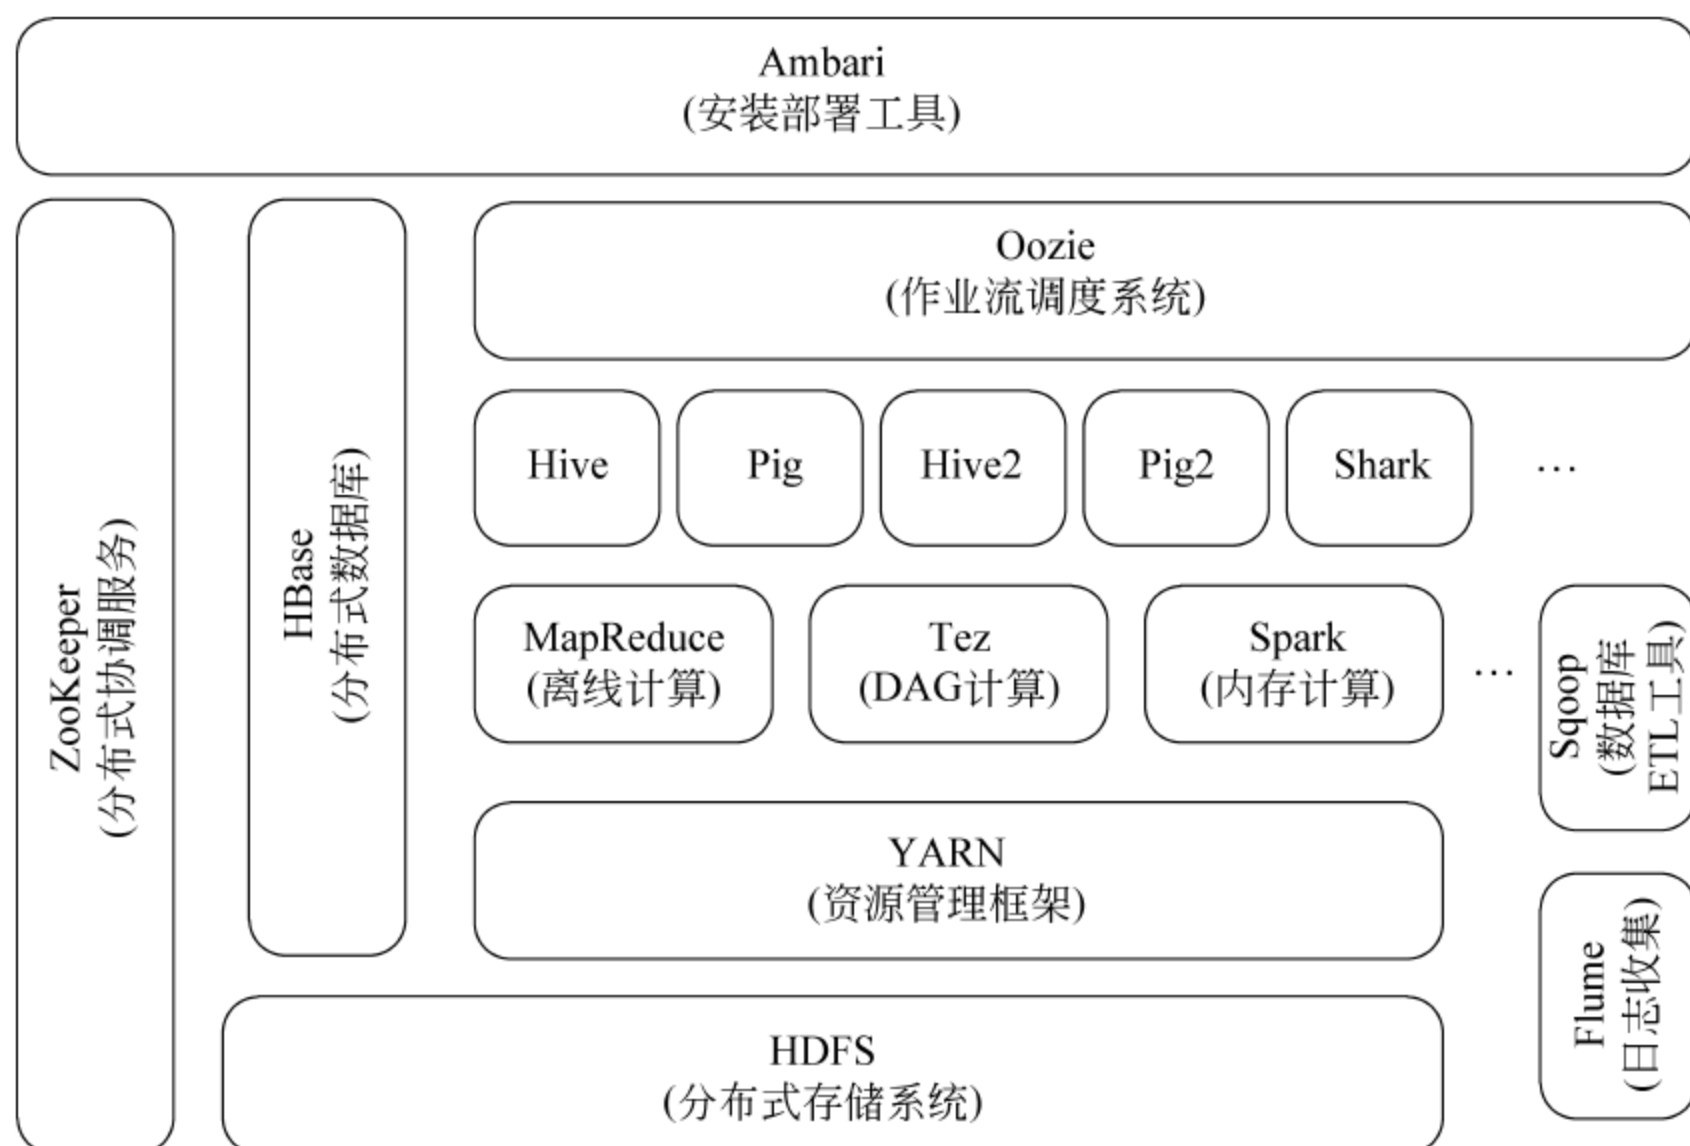 Ambari
(安装部署工具)
ZooKeeper
(分布式协调服务)
HBase
(分布式数据库)
Oozie
(作业流调度系统)
Hive
Pig
Hive2
Pig2
Shark
…
MapReduce
(离线计算)
Tez
(DAG计算)
Spark
(内存计算)
…
Sqoop
(数据库
ETL工具)
YARN
(资源管理框架)
Flume
(日志收集)
HDFS
(分布式存储系统)